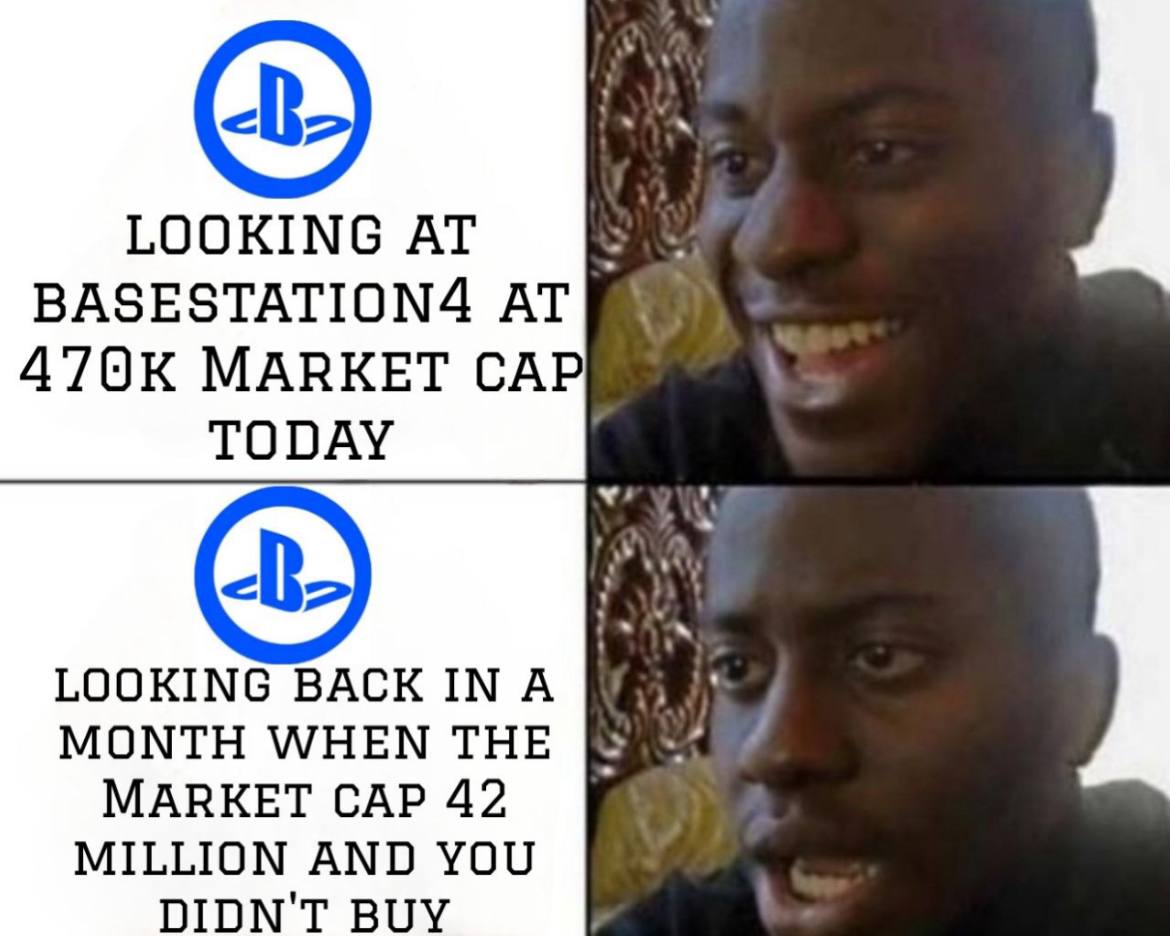 B
LOOKING AT
BASESTATION4 AT
470K MARKET CAP
TODAY
B
LOOKING BACK IN A
MONTH WHEN THE
MARKET CAP 42
MILLION AND YOU
DIDN'T BUY